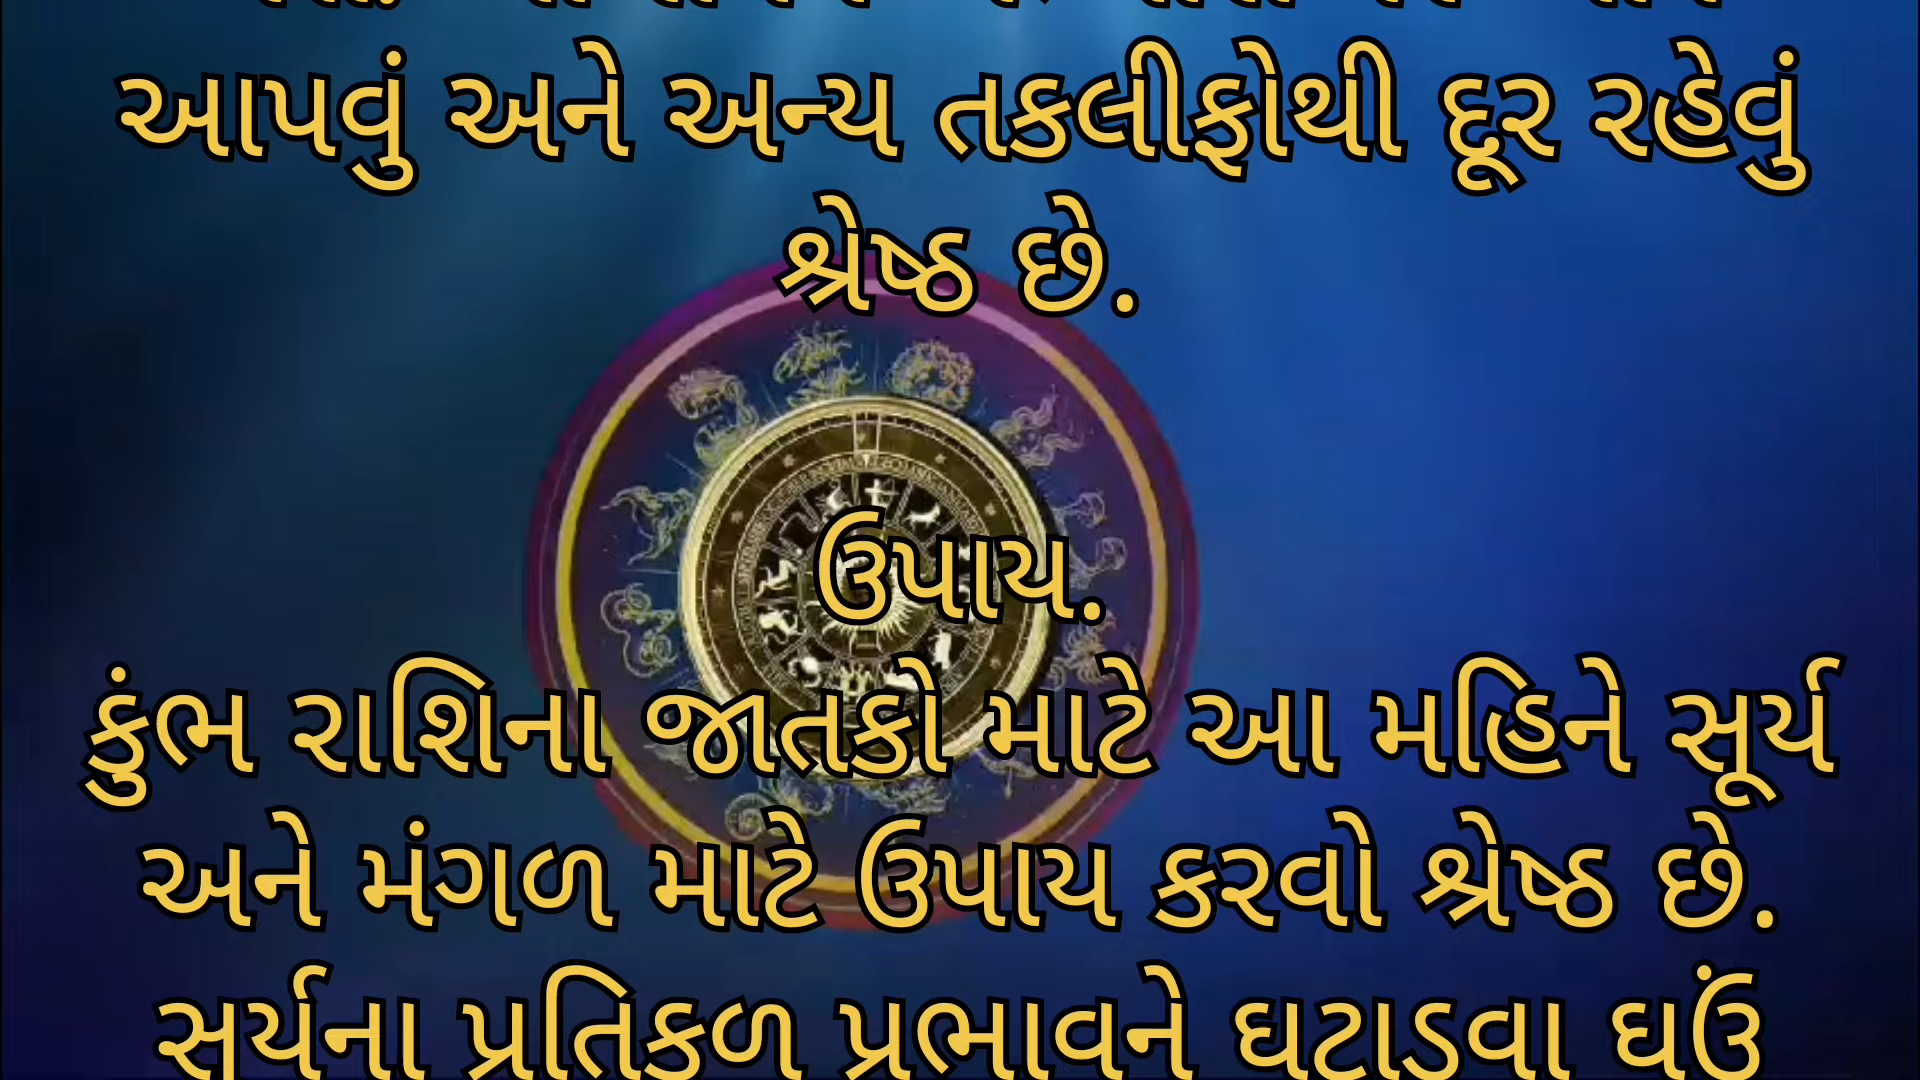 આપવું અને અન્ય તકલીફોથી દૂર રહેવું
શ્રેષ્ઠ છે.
ઉપાય.
કુંભ રાશિના જાતકો માટે આ મહિને સૂર્ય
અને મંગળ માટે ઉપાય કરવો શ્રેષ્ઠ છે.
સૂર્યના પ્રતિકૂળ પ્રભાવને ઘટાડવા ઘઉં